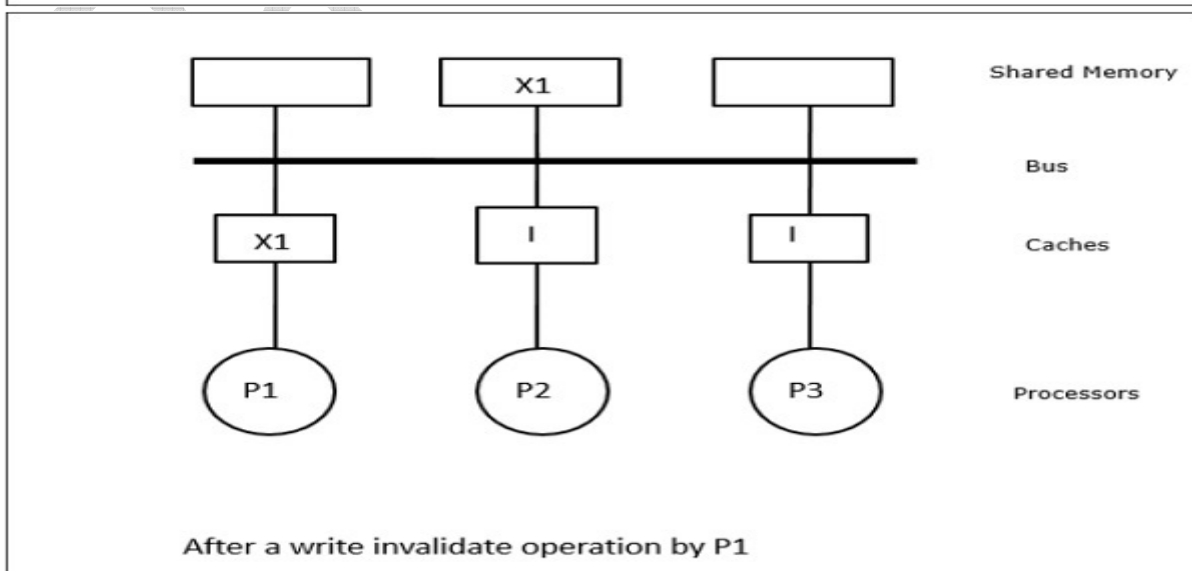 X1 Shared Memory
Bus
X1 I I Caches
P1 P2 P3 Processors
After a write invalidate operation by P1